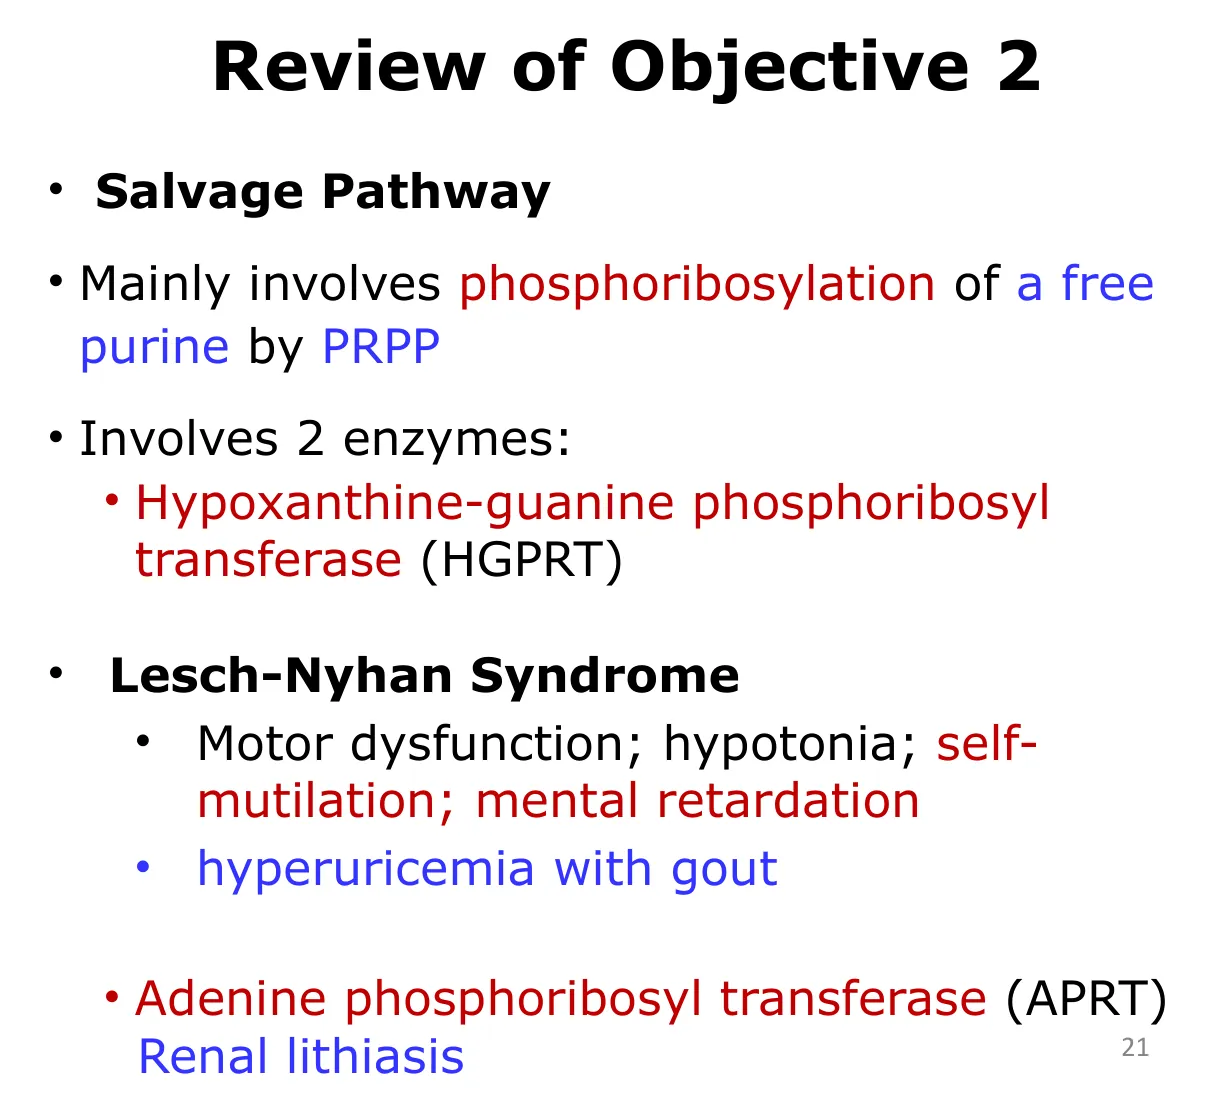 Review of Objective 2
• Salvage Pathway
• Mainly involves phosphoribosylation of a free
purine by PRPP
• Involves 2 enzymes:
• Hypoxanthine-guanine phosphoribosyl
transferase (HGPRT)
• Lesch-Nyhan Syndrome
• Motor dysfunction; hypotonia; self-
mutilation; mental retardation
• hyperuricemia with gout
• Adenine phosphoribosyl transferase (APRT)
Renal lithiasis
21